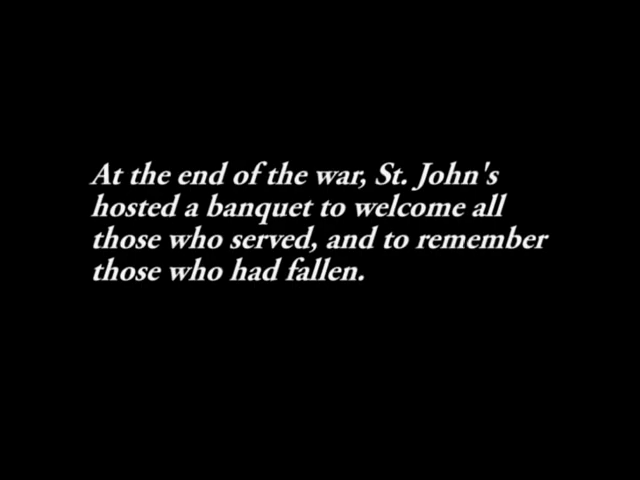 At the end of the war, St. John's
hosted a banquet to welcome all
those who served, and to remember
those who had fallen.